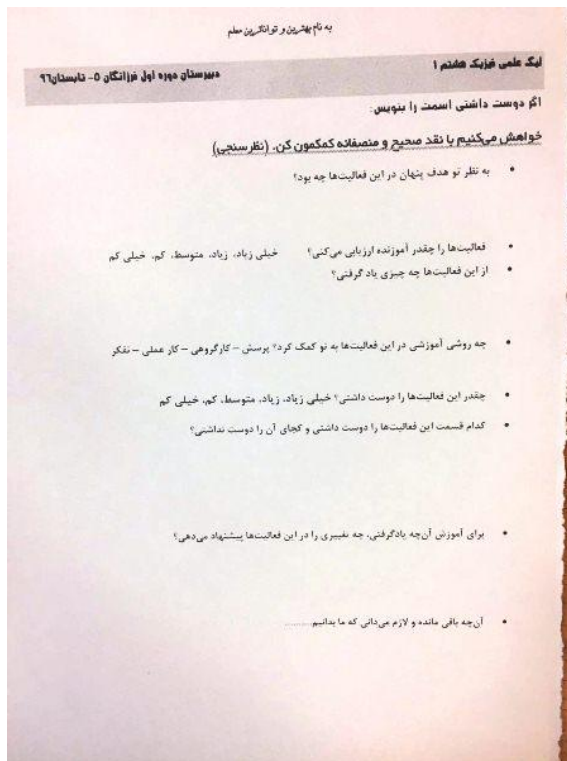 به نام بهترین و تواناترین معلم
لیگ علمی فیزیک هشتم ۱
دبیرستان دوره اول فرزانگان ۵- تابستان۹۶
اگر دوست داشتی اسمت را بنویس:
خواهش می‌کنیم با نقد صحیح و منصفانه کمکمون کن. (نظرسنجی)
• به نظر تو هدف پنهان در این فعالیت‌ها چه بود؟
• فعالیت‌ها را چقدر آموزنده ارزیابی می‌کنی؟ خیلی زیاد، زیاد، متوسط، کم، خیلی کم
• از این فعالیت‌ها چه چیزی یاد گرفتی؟
• چه روشی آموزشی در این فعالیت‌ها به تو کمک کرد؟ پرسش – کارگروهی – کار عملی – تفکر
• چقدر این فعالیت‌ها را دوست داشتی؟ خیلی زیاد، زیاد، متوسط، کم، خیلی کم
• کدام قسمت این فعالیت‌ها را دوست داشتی و کجای آن را دوست نداشتی؟
• برای آموزش آن‌چه یادگرفتی، چه تغییری را در این فعالیت‌ها پیشنهاد می‌دهی؟
• آن‌چه باقی مانده و لازم می‌دانی که ما بدانیم............